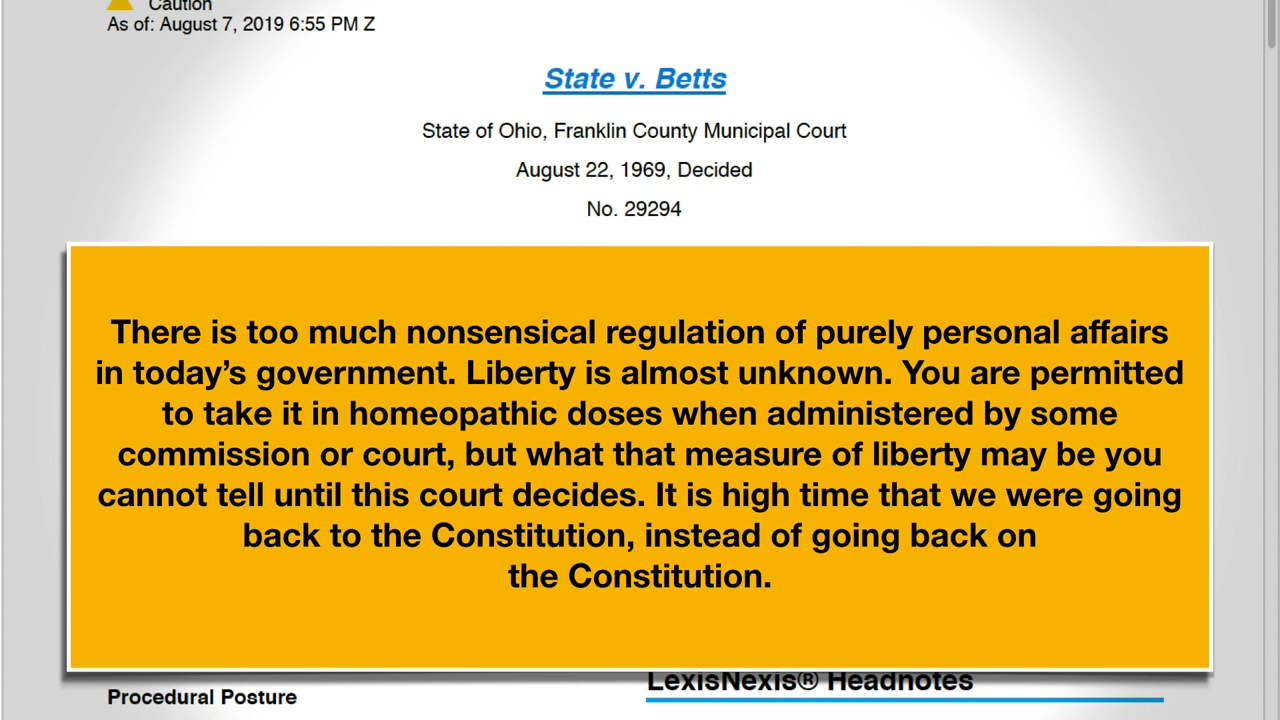 Caution
As of: August 7, 2019 6:55 PM Z
State v. Betts
State of Ohio, Franklin County Municipal Court
August 22, 1969, Decided
No. 29294
There is too much nonsensical regulation of purely personal affairs
in today’s government. Liberty is almost unknown. You are permitted
to take it in homeopathic doses when administered by some
commission or court, but what that measure of liberty may be you
cannot tell until this court decides. It is high time that we were going
back to the Constitution, instead of going back on
the Constitution.
Procedural Posture
LexisNexis® Headnotes